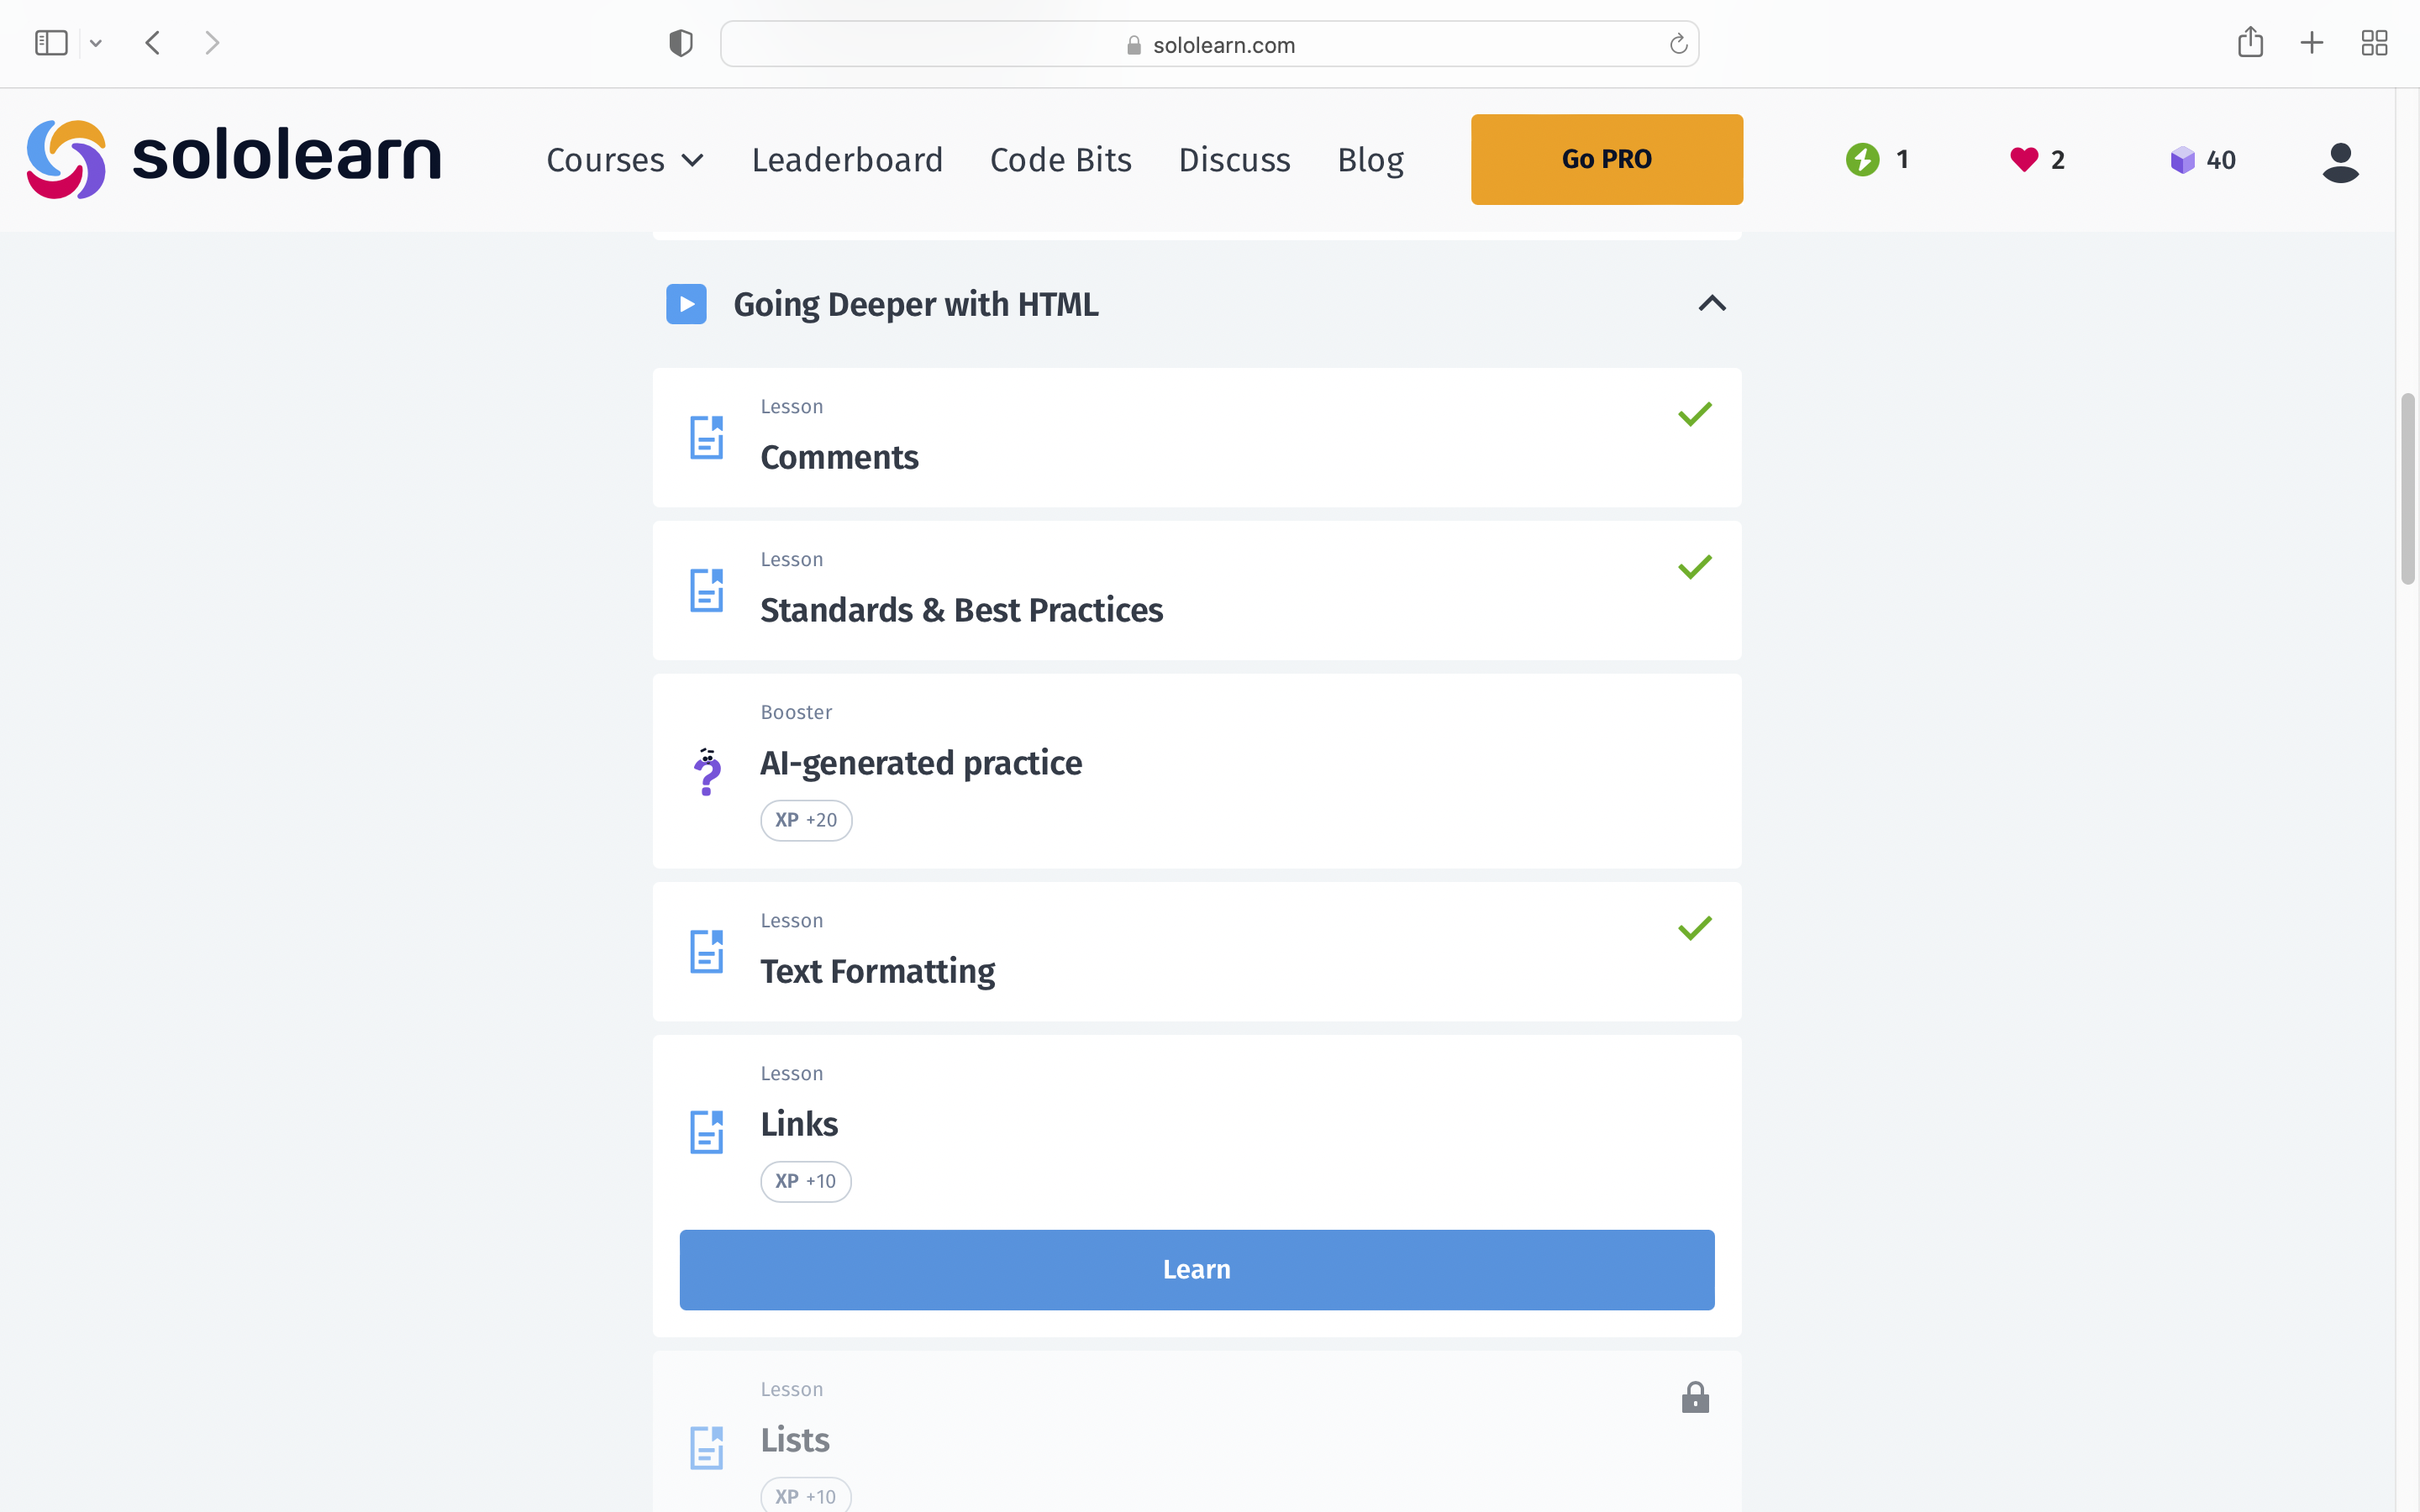 sololearn.com
sololearn Courses Leaderboard Code Bits Discuss Blog Go PRO 1 2 40
Going Deeper with HTML
Lesson
Comments
Lesson
Standards & Best Practices
Booster
AI-generated practice
XP +20
Lesson
Text Formatting
Lesson
Links
XP +10
Learn
Lesson
Lists
XP +10